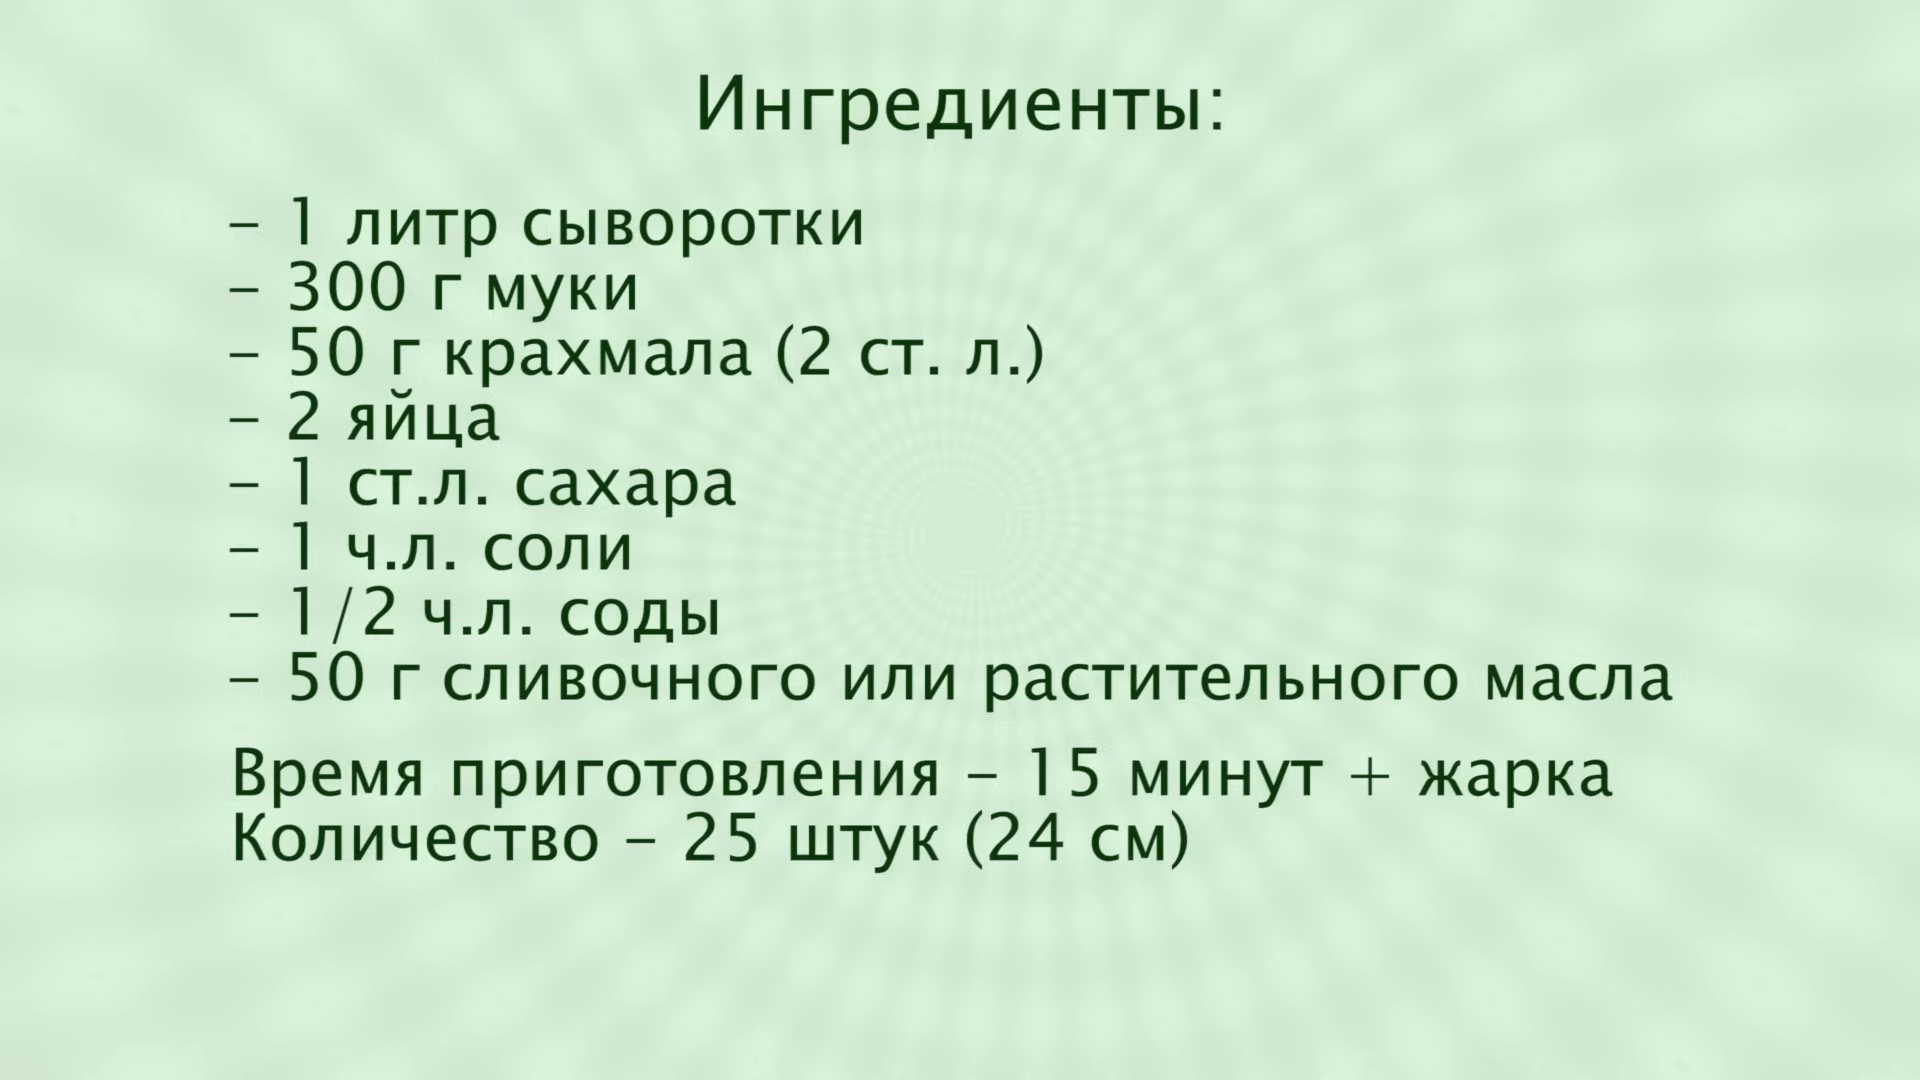 Ингредиенты:
– 1 литр сыворотки
– 300 г муки
– 50 г крахмала (2 ст. л.)
– 2 яйца
– 1 ст.л. сахара
– 1 ч.л. соли
– 1/2 ч.л. соды
– 50 г сливочного или растительного масла
Время приготовления – 15 минут + жарка
Количество – 25 штук (24 см)